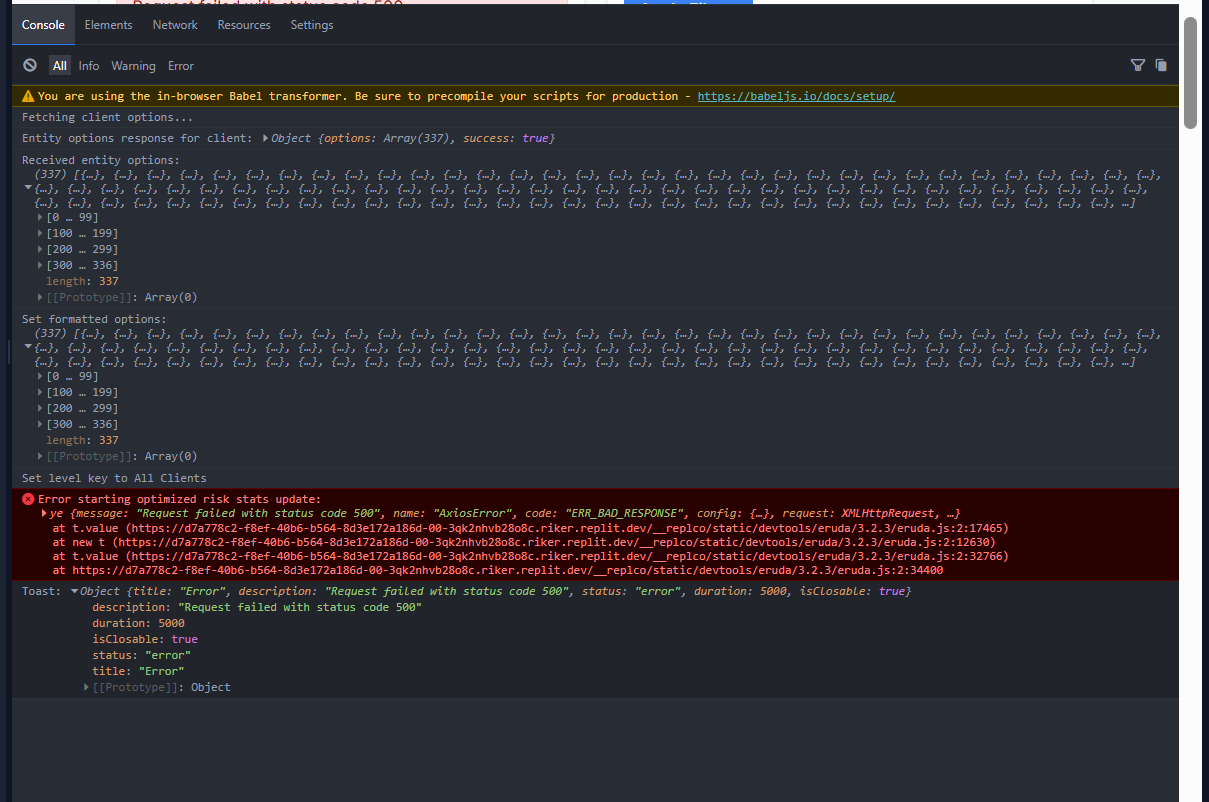 Request failed with status code 500
Console Elements Network Resources Settings
All Info Warning Error
You are using the in-browser Babel transformer. Be sure to precompile your scripts for production - https://babeljs.io/docs/setup/
Fetching client options...
Entity options response for client: Object {options: Array(337), success: true}
Received entity options:
(337) [{…}, {…}, {…}, {…}, {…}, {…}, {…}, {…}, {…}, {…}, {…}, {…}, {…}, {…}, {…}, {…}, {…}, {…}, {…}, {…}, {…}, {…}, {…}, {…}, {…}, {…}, {…}, {…}, {…}, {…}, {…}, {…}, {…},
{…}, {…}, {…}, {…}, {…}, {…}, {…}, {…}, {…}, {…}, {…}, {…}, {…}, {…}, {…}, {…}, {…}, {…}, {…}, {…}, {…}, {…}, {…}, {…}, {…}, {…}, {…}, {…}, {…}, {…}, {…}, {…}, {…}, {…},
{…}, {…}, {…}, {…}, {…}, {…}, {…}, {…}, {…}, {…}, {…}, {…}, {…}, {…}, {…}, {…}, {…}, {…}, {…}, {…}, {…}, {…}, {…}, {…}, {…}, {…}, {…}, {…}, {…}, {…}, {…}, {…}, {…}, …]
[0 … 99]
[100 … 199]
[200 … 299]
[300 … 336]
length: 337
[[Prototype]]: Array(0)
Set formatted options:
(337) [{…}, {…}, {…}, {…}, {…}, {…}, {…}, {…}, {…}, {…}, {…}, {…}, {…}, {…}, {…}, {…}, {…}, {…}, {…}, {…}, {…}, {…}, {…}, {…}, {…}, {…}, {…}, {…}, {…}, {…}, {…}, {…}, {…},
{…}, {…}, {…}, {…}, {…}, {…}, {…}, {…}, {…}, {…}, {…}, {…}, {…}, {…}, {…}, {…}, {…}, {…}, {…}, {…}, {…}, {…}, {…}, {…}, {…}, {…}, {…}, {…}, {…}, {…}, {…}, {…}, {…}, {…},
{…}, {…}, {…}, {…}, {…}, {…}, {…}, {…}, {…}, {…}, {…}, {…}, {…}, {…}, {…}, {…}, {…}, {…}, {…}, {…}, {…}, {…}, {…}, {…}, {…}, {…}, {…}, {…}, {…}, {…}, {…}, {…}, {…}, …]
[0 … 99]
[100 … 199]
[200 … 299]
[300 … 336]
length: 337
[[Prototype]]: Array(0)
Set level key to All Clients
Error starting optimized risk stats update:
ye {message: "Request failed with status code 500", name: "AxiosError", code: "ERR_BAD_RESPONSE", config: {…}, request: XMLHttpRequest, …}
at t.value (https://d7a778c2-f8ef-40b6-b564-8d3e172a186d-00-3qk2nhvb28o8c.riker.replit.dev/__replco/static/devtools/eruda/3.2.3/eruda.js:2:17465)
at new t (https://d7a778c2-f8ef-40b6-b564-8d3e172a186d-00-3qk2nhvb28o8c.riker.replit.dev/__replco/static/devtools/eruda/3.2.3/eruda.js:2:12630)
at t.value (https://d7a778c2-f8ef-40b6-b564-8d3e172a186d-00-3qk2nhvb28o8c.riker.replit.dev/__replco/static/devtools/eruda/3.2.3/eruda.js:2:32766)
at https://d7a778c2-f8ef-40b6-b564-8d3e172a186d-00-3qk2nhvb28o8c.riker.replit.dev/__replco/static/devtools/eruda/3.2.3/eruda.js:2:34400
Toast: Object {title: "Error", description: "Request failed with status code 500", status: "error", duration: 5000, isClosable: true}
description: "Request failed with status code 500"
duration: 5000
isClosable: true
status: "error"
title: "Error"
[[Prototype]]: Object